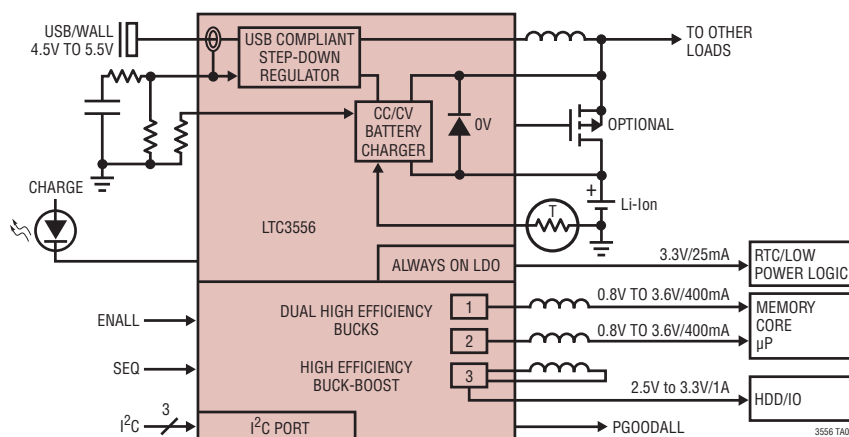 USB/WALL
4.5V TO 5.5V
USB COMPLIANT
STEP-DOWN
REGULATOR
TO OTHER
LOADS
CC/CV
BATTERY
CHARGER
0V
OPTIONAL
CHARGE
T
+
Li-Ion
LTC3556
ALWAYS ON LDO
3.3V/25mA
RTC/LOW
POWER LOGIC
ENALL
DUAL HIGH EFFICIENCY
BUCKS
1
0.8V TO 3.6V/400mA
2
0.8V TO 3.6V/400mA
MEMORY
CORE
µP
SEQ
HIGH EFFICIENCY
BUCK-BOOST
3
2.5V to 3.3V/1A
HDD/IO
I2C
3
I2C PORT
PGOODALL
3556 TA0